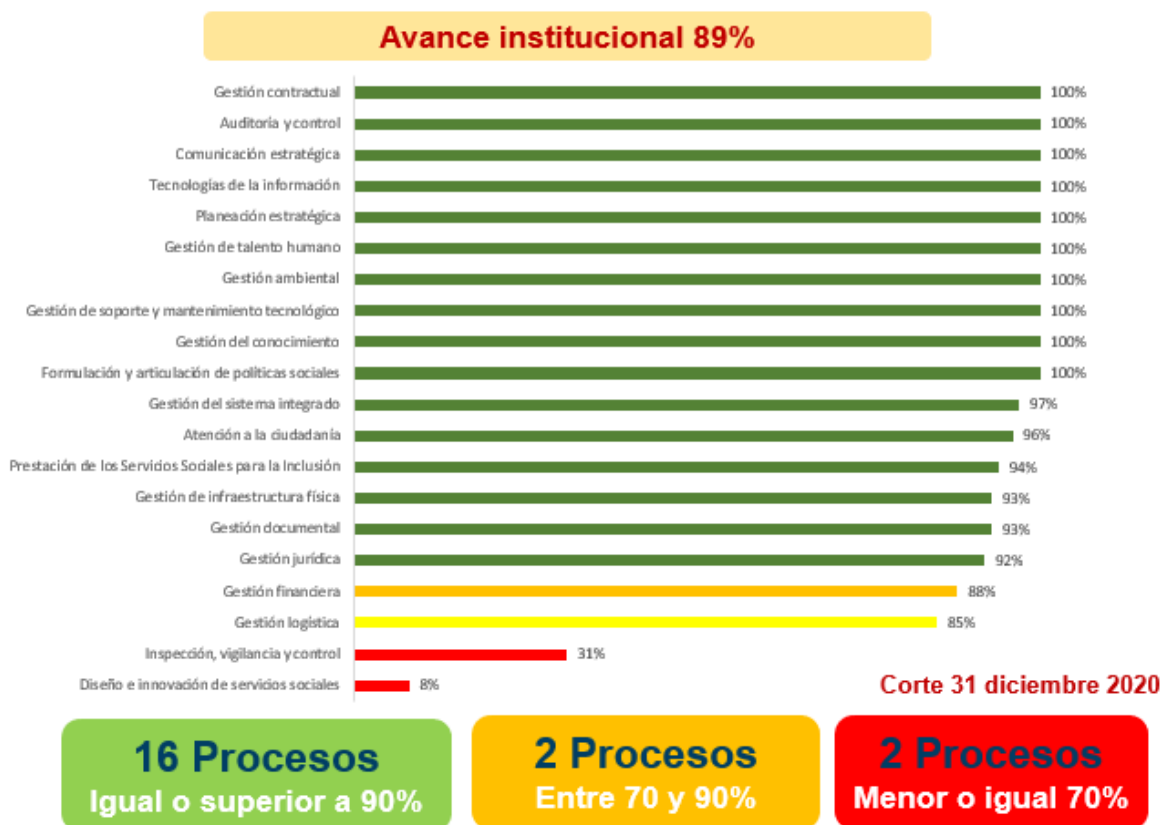 Avance institucional 89%
Gestión contractual 100%
Auditoría y control 100%
Comunicación estratégica 100%
Tecnologías de la información 100%
Planeación estratégica 100%
Gestión de talento humano 100%
Gestión ambiental 100%
Gestión de soporte y mantenimiento tecnológico 100%
Gestión del conocimiento 100%
Formulación y articulación de políticas sociales 100%
Gestión del sistema integrado 97%
Atención a la ciudadanía 96%
Prestación de los Servicios Sociales para la Inclusión 94%
Gestión de infraestructura física 93%
Gestión documental 93%
Gestión jurídica 92%
Gestión financiera 88%
Gestión logística 85%
Inspección, vigilancia y control 31%
Diseño e innovación de servicios sociales 8%
Corte 31 diciembre 2020
16 Procesos
Igual o superior a 90%
2 Procesos
Entre 70 y 90%
2 Procesos
Menor o igual 70%